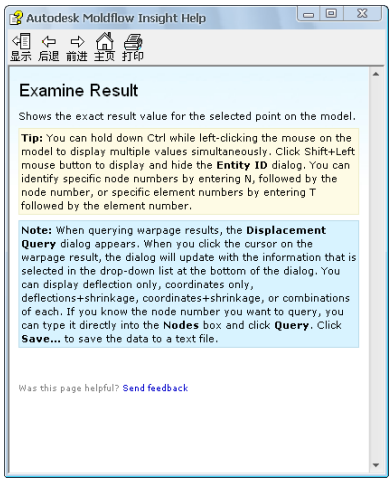 Autodesk Moldflow Insight Help
显示 后退 前进 主页 打印
Examine Result
Shows the exact result value for the selected point on the model.
Tip: You can hold down Ctrl while left-clicking the mouse on the
model to display multiple values simultaneously. Click Shift+Left
mouse button to display and hide the Entity ID dialog. You can
identify specific node numbers by entering N, followed by the
node number, or specific element numbers by entering T
followed by the element number.
Note: When querying warpage results, the Displacement
Query dialog appears. When you click the cursor on the
warpage result, the dialog will update with the information that is
selected in the drop-down list at the bottom of the dialog. You
can display deflection only, coordinates only,
deflections+shrinkage, coordinates+shrinkage, or combinations
of each. If you know the node number you want to query, you
can type it directly into the Nodes box and click Query. Click
Save... to save the data to a text file.
Was this page helpful? Send feedback